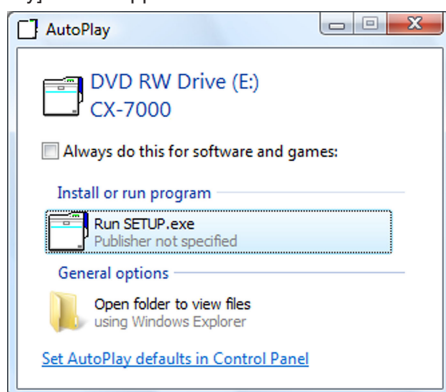 AutoPlay
DVD RW Drive (E:)
CX-7000
Always do this for software and games:
Install or run program
Run SETUP.exe
Publisher not specified
General options
Open folder to view files
using Windows Explorer
Set AutoPlay defaults in Control Panel